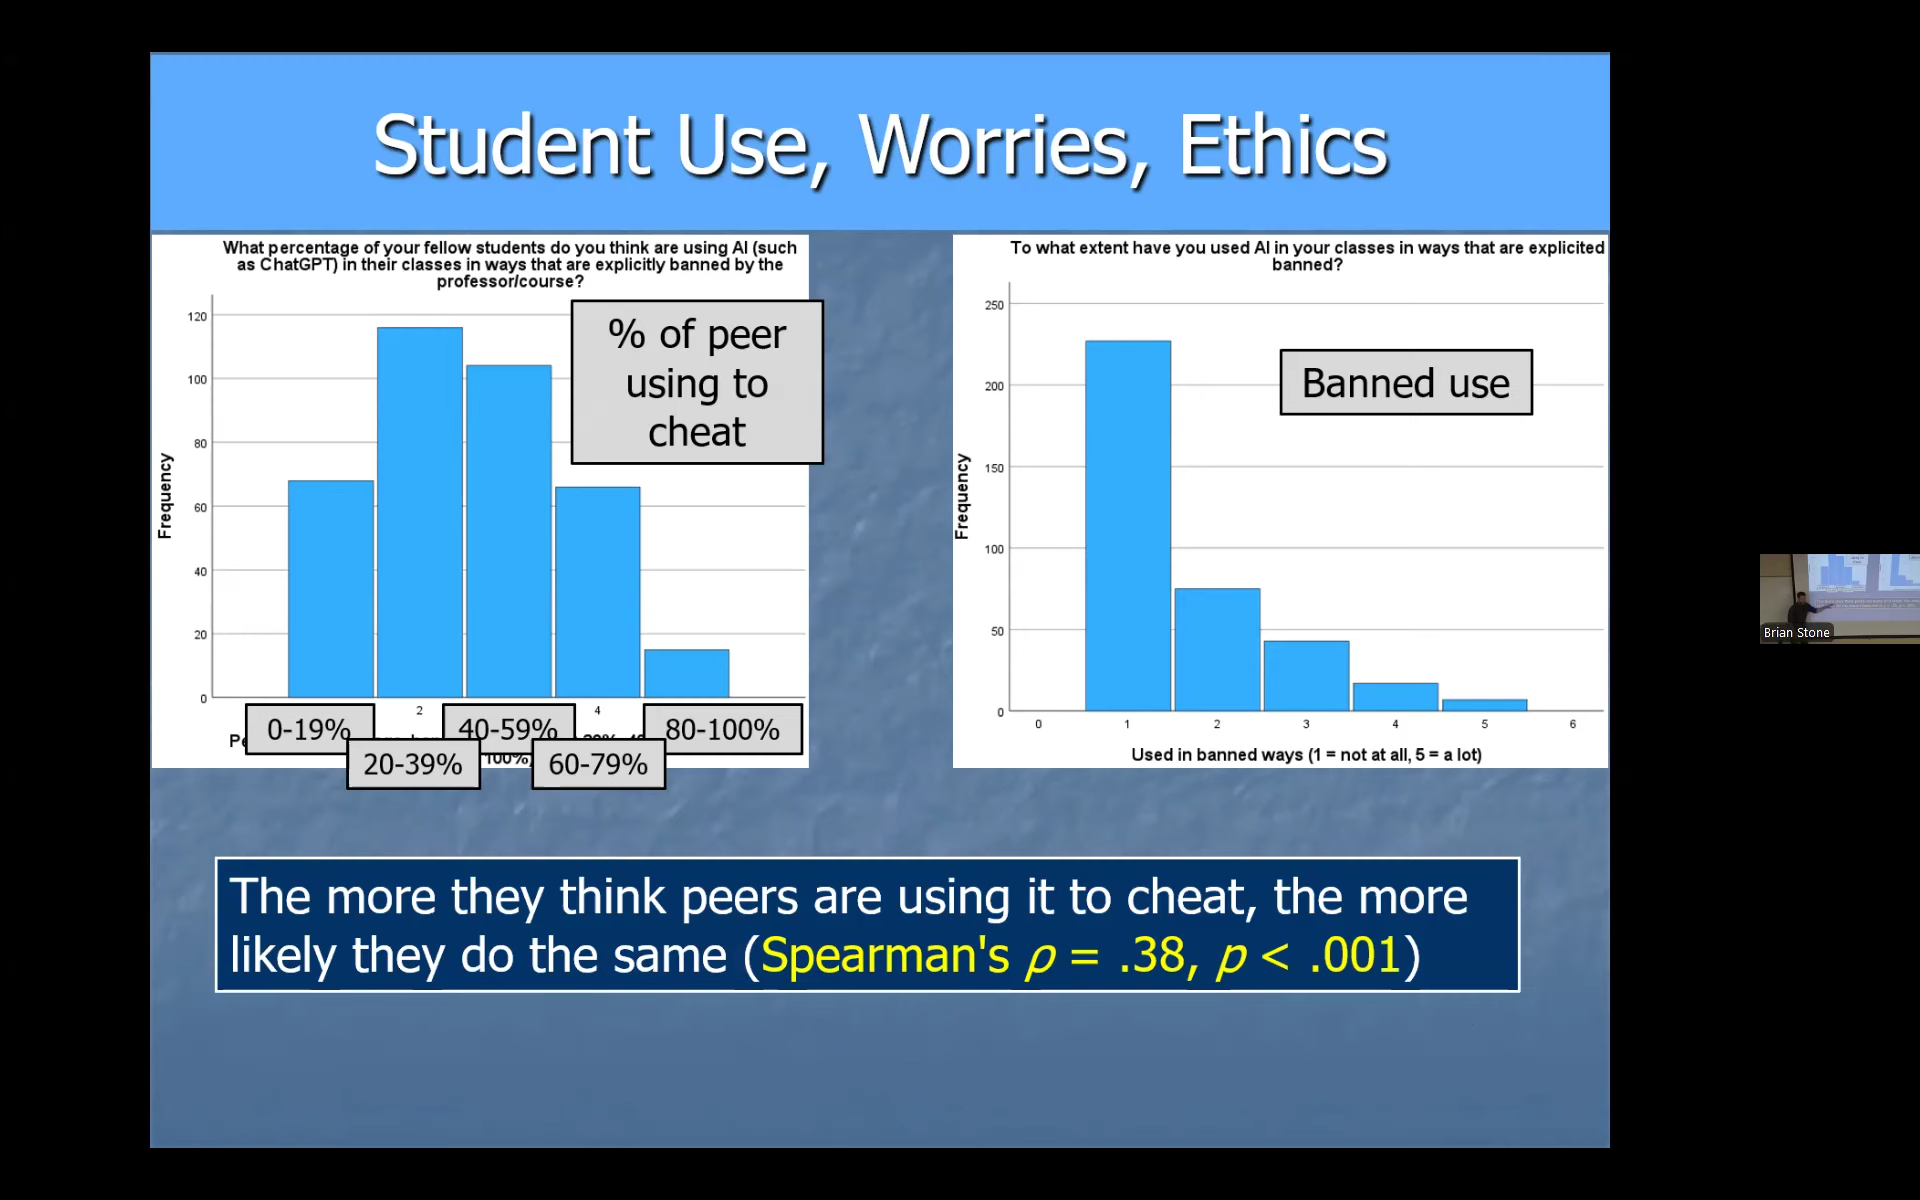 Student Use, Worries, Ethics
What percentage of your fellow students do you think are using AI (such
as ChatGPT) in their classes in ways that are explicitly banned by the
professor/course?
% of peer
using to
cheat
Frequency
120
100
80
60
40
20
0
2
4
0-19%
20-39%
40-59%
60-79%
80-100%
100%
To what extent have you used AI in your classes in ways that are explicited
banned?
Banned use
Frequency
250
200
150
100
50
0
0 1 2 3 4 5 6
Used in banned ways (1 = not at all, 5 = a lot)
The more they think peers are using it to cheat, the more
likely they do the same (Spearman's ρ = .38, p < .001)
Brian Stone